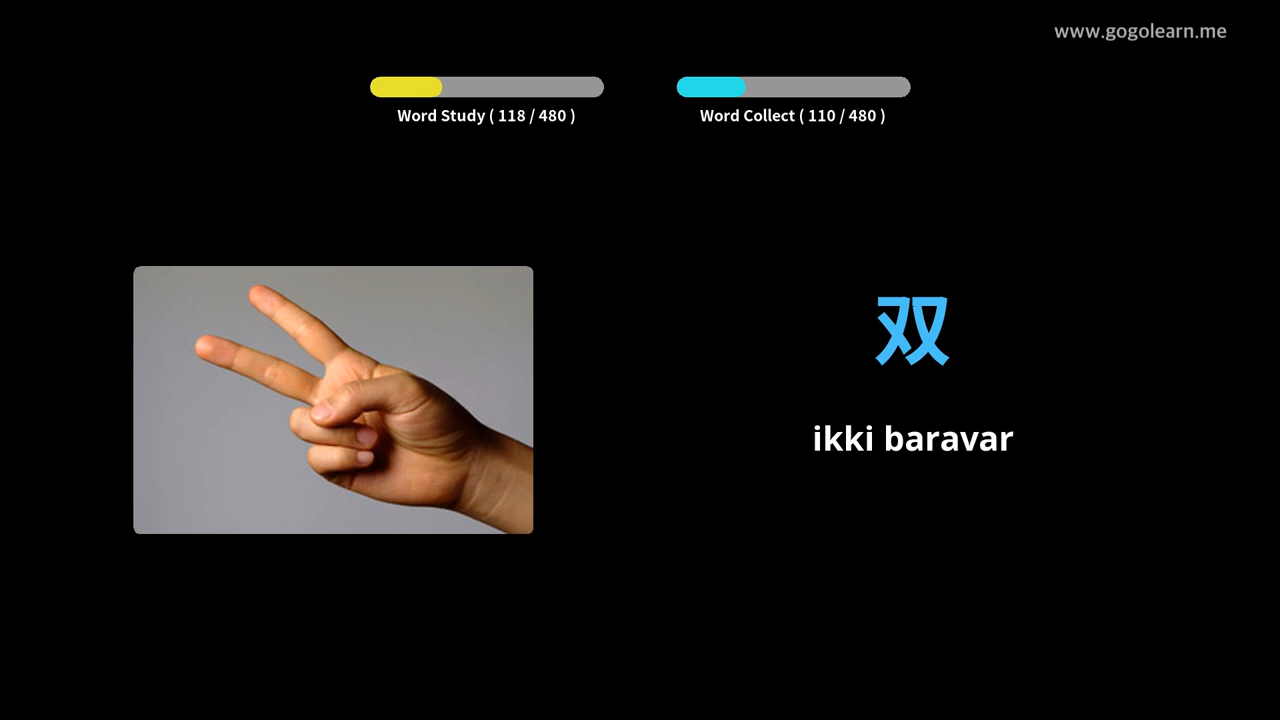 www.gogolearn.me
Word Study ( 118 / 480 )
Word Collect ( 110 / 480 )
双
ikki baravar